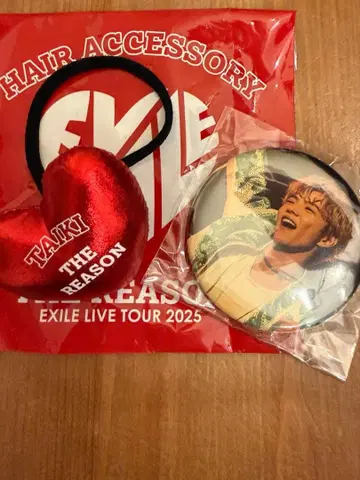 HAIR ACCESSORY
EXILE
TAIKI
THE
REASON
THE REASON
EXILE LIVE TOUR 2025